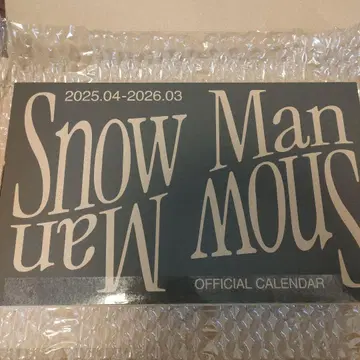 2025.04-2026.03
Snow Man
Snow Man
OFFICIAL CALENDAR